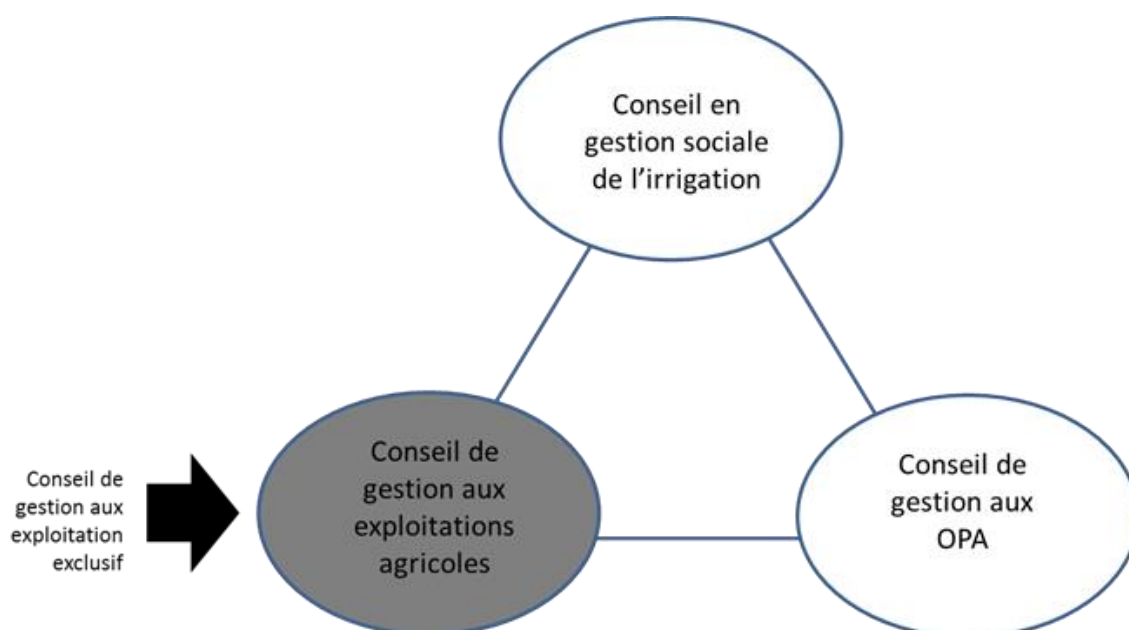 Conseil en
gestion sociale
de l'irrigation
Conseil de
gestion aux
exploitation
exclusif
Conseil de
gestion aux
exploitations
agricoles
Conseil de
gestion aux
OPA